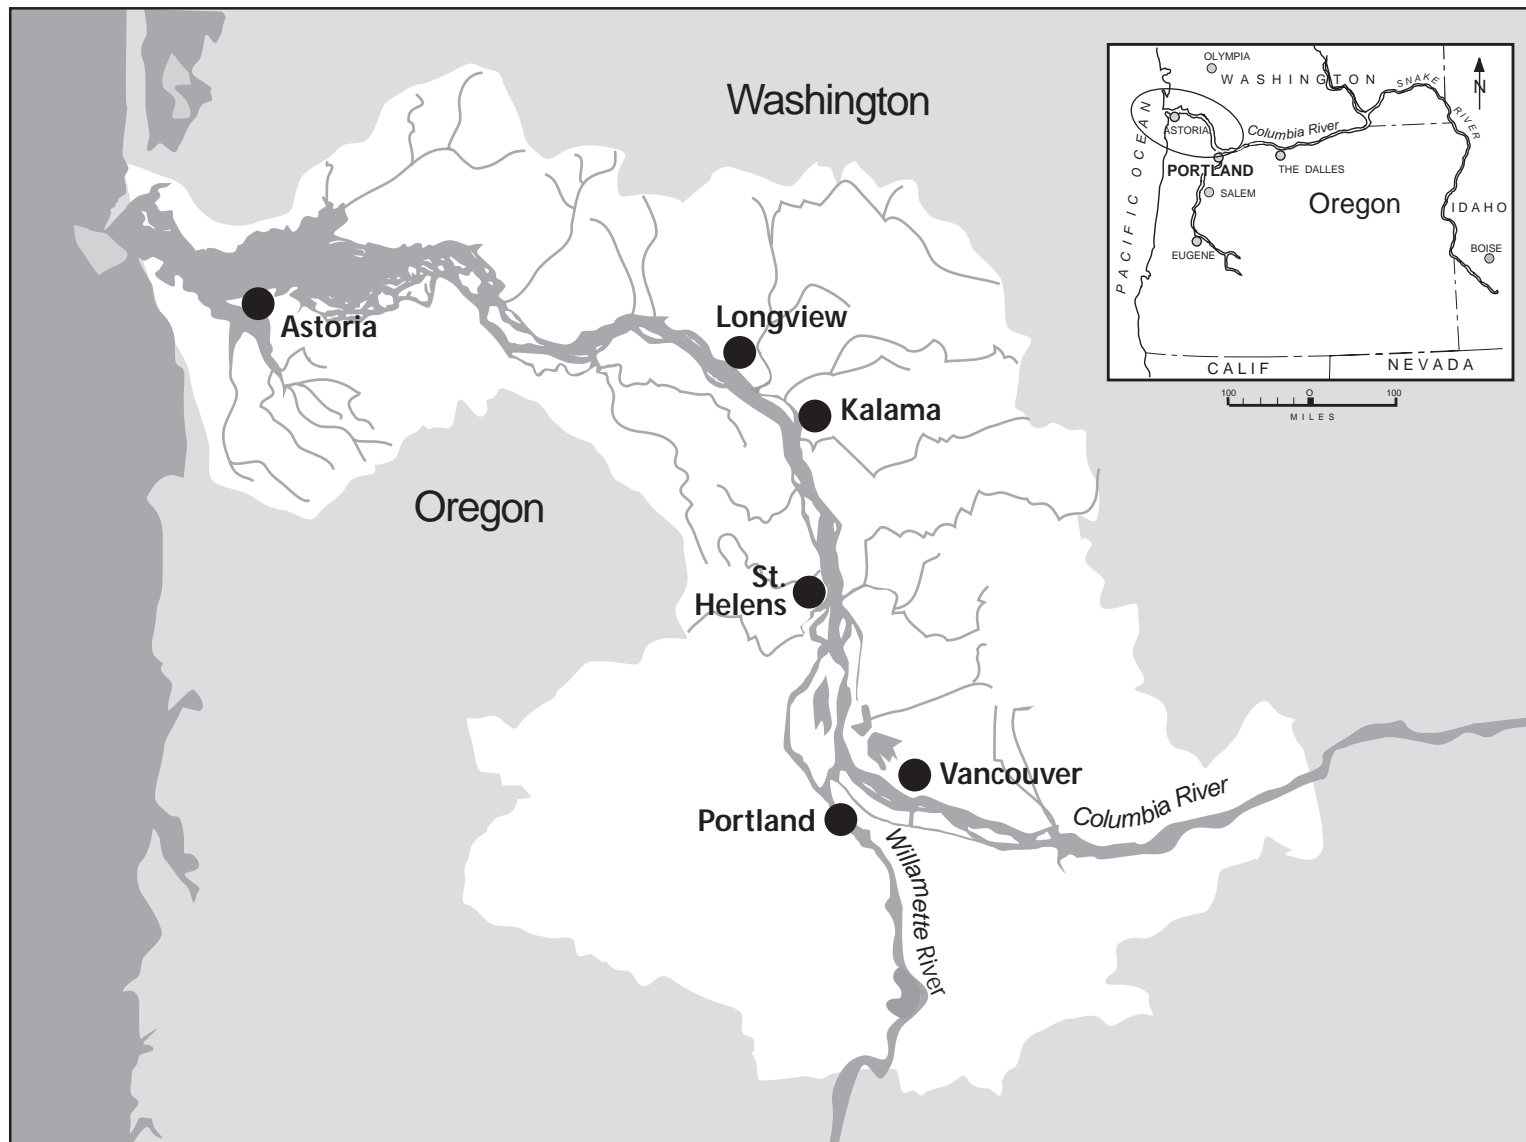 Washington
Astoria
Longview
Kalama
Oregon
St.
Helens
Vancouver
Portland
Columbia River
Willamette River
OLYMPIA
WASHINGTON
SNAKE
RIVER
N
PACIFIC OCEAN
ASTORIA
Columbia River
PORTLAND
THE DALLES
SALEM
Oregon
IDAHO
EUGENE
BOISE
CALIF
NEVADA
100 O 100
MILES